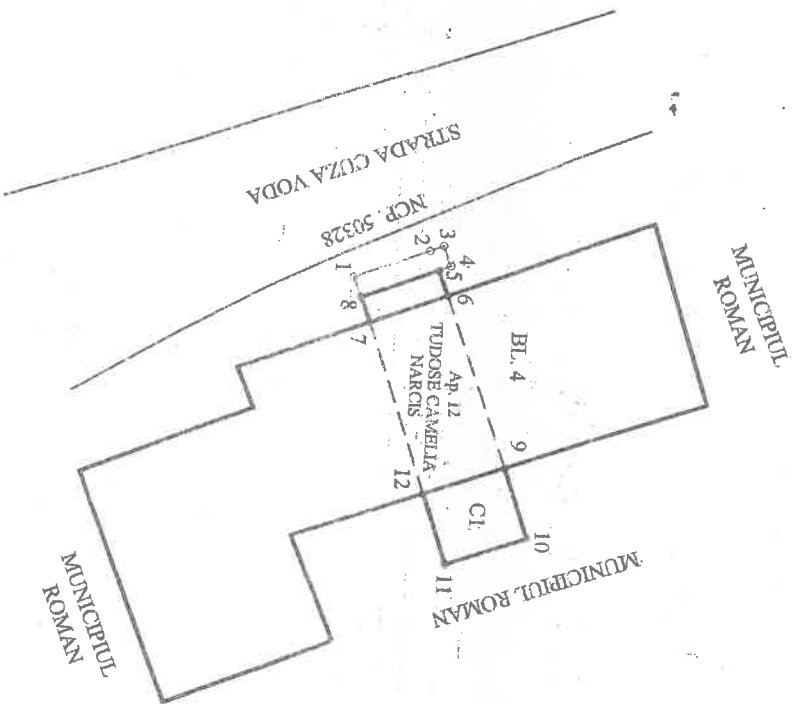 STRADA CUZA VODA
NCP. 50328
MUNICIPIUL
ROMAN
1
2
3
4
5
6
7
8
BL. 4
Ap. 12
TUDOSE CAMELIA-
NARCIS
9
12
C1
10
11
MUNICIPIUL ROMAN
MUNICIPIUL
ROMAN